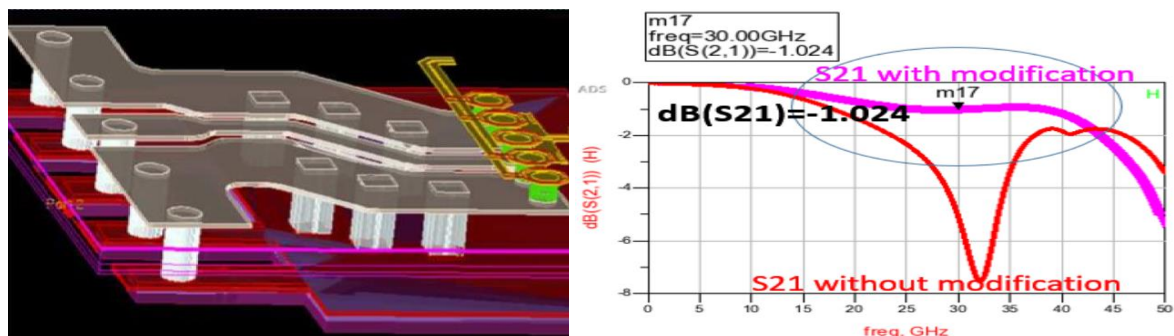 m17
freq=30.00GHz
dB(S(2,1))=-1.024
S21 with modification
m17
H
ADS
dB(S21)=-1.024
0
-2
-4
-6
-8
dB(S(2,1)) (H)
S21 without modification
0 5 10 15 20 25 30 35 40 45 50
freq, GHz